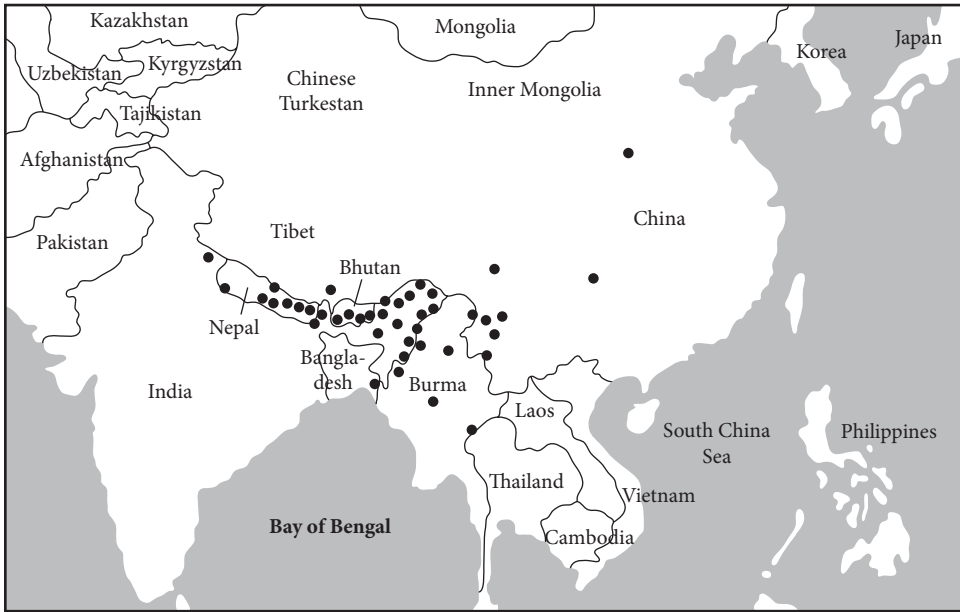 Kazakhstan
Mongolia
Korea
Japan
Uzbekistan
Kyrgyzstan
Chinese
Turkestan
Inner Mongolia
Tajikistan
Afghanistan
China
Pakistan
Tibet
Bhutan
Nepal
Bangla-
desh
India
Burma
Laos
South China
Sea
Philippines
Thailand
Vietnam
Bay of Bengal
Cambodia